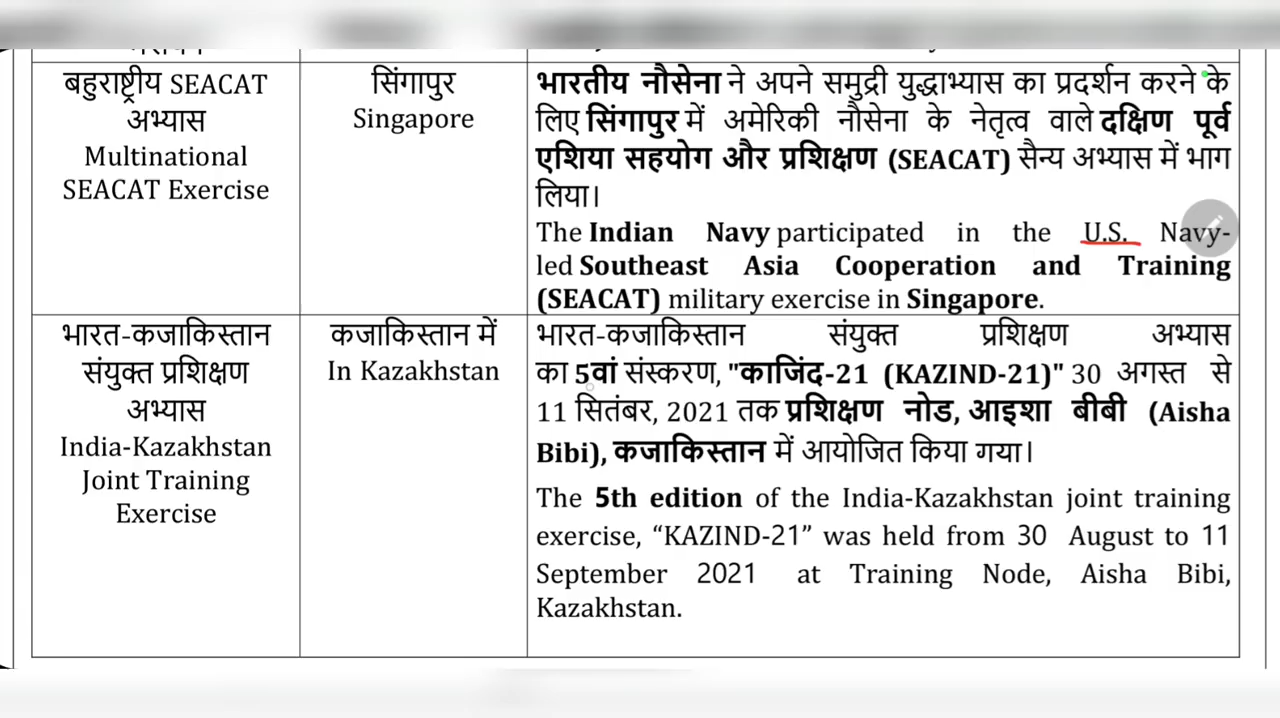 बहुराष्ट्रीय SEACAT
अभ्यास
Multinational
SEACAT Exercise
सिंगापुर
Singapore
भारतीय नौसेना ने अपने समुद्री युद्धाभ्यास का प्रदर्शन करने के
लिए सिंगापुर में अमेरिकी नौसेना के नेतृत्व वाले दक्षिण पूर्व
एशिया सहयोग और प्रशिक्षण (SEACAT) सैन्य अभ्यास में भाग
लिया।
The Indian Navy participated in the U.S. Navy-
led Southeast Asia Cooperation and Training
(SEACAT) military exercise in Singapore.
भारत-कजाकिस्तान
संयुक्त प्रशिक्षण
अभ्यास
India-Kazakhstan
Joint Training
Exercise
कजाकिस्तान में
In Kazakhstan
भारत-कजाकिस्तान संयुक्त प्रशिक्षण अभ्यास
का 5वां संस्करण, "काजिंद-21 (KAZIND-21)" 30 अगस्त से
11 सितंबर, 2021 तक प्रशिक्षण नोड, आइशा बीबी (Aisha
Bibi), कजाकिस्तान में आयोजित किया गया।
The 5th edition of the India-Kazakhstan joint training
exercise, “KAZIND-21” was held from 30 August to 11
September 2021 at Training Node, Aisha Bibi,
Kazakhstan.